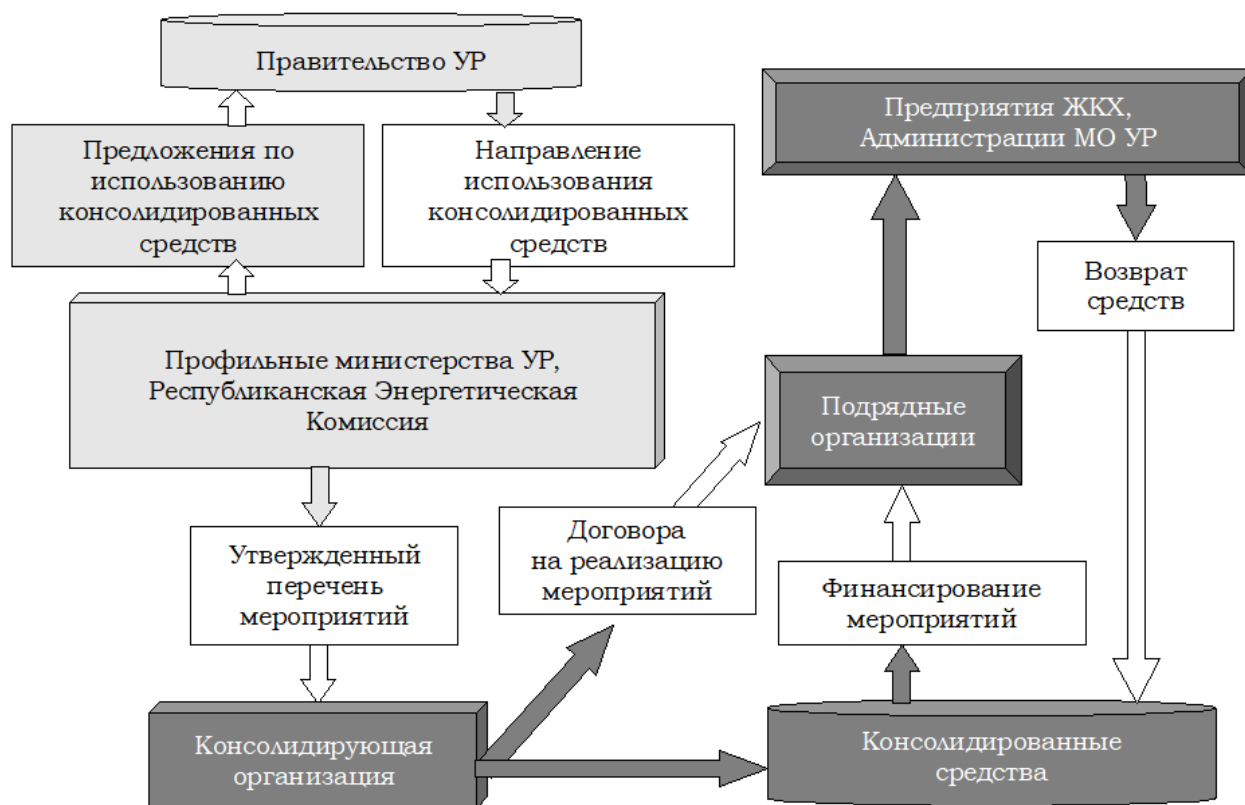 Правительство УР
Предложения по
использованию
консолидированных
средств
Направление
использования
консолидированных
средств
Предприятия ЖКХ,
Администрации МО УР
Возврат
средств
Профильные министерства УР,
Республиканская Энергетическая
Комиссия
Подрядные
организации
Утвержденный
перечень
мероприятий
Договора
на реализацию
мероприятий
Финансирование
мероприятий
Консолидирующая
организация
Консолидированные
средства